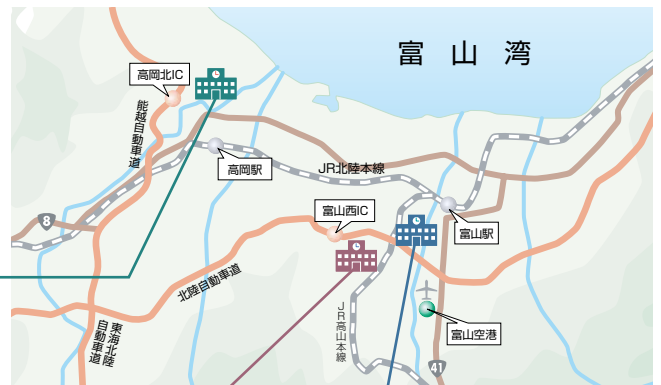 富山湾
高岡北IC
能越自動車道
高岡駅
JR北陸本線
8
富山西IC
富山駅
北陸自動車道
JR高山本線
富山空港
東海北陸
自動車道
41